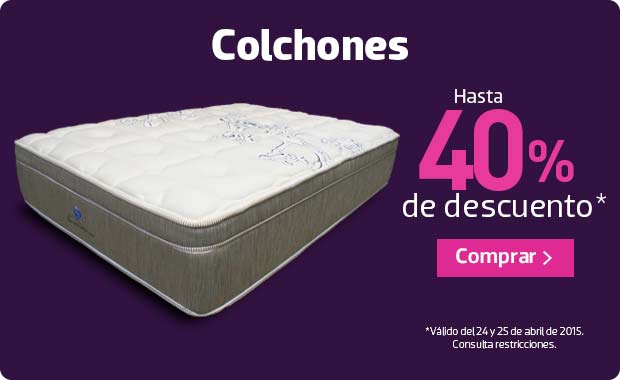 Colchones
Hasta
40%
de descuento*
Comprar >
*Válido del 24 y 25 de abril de 2015.
Consulta restricciones.